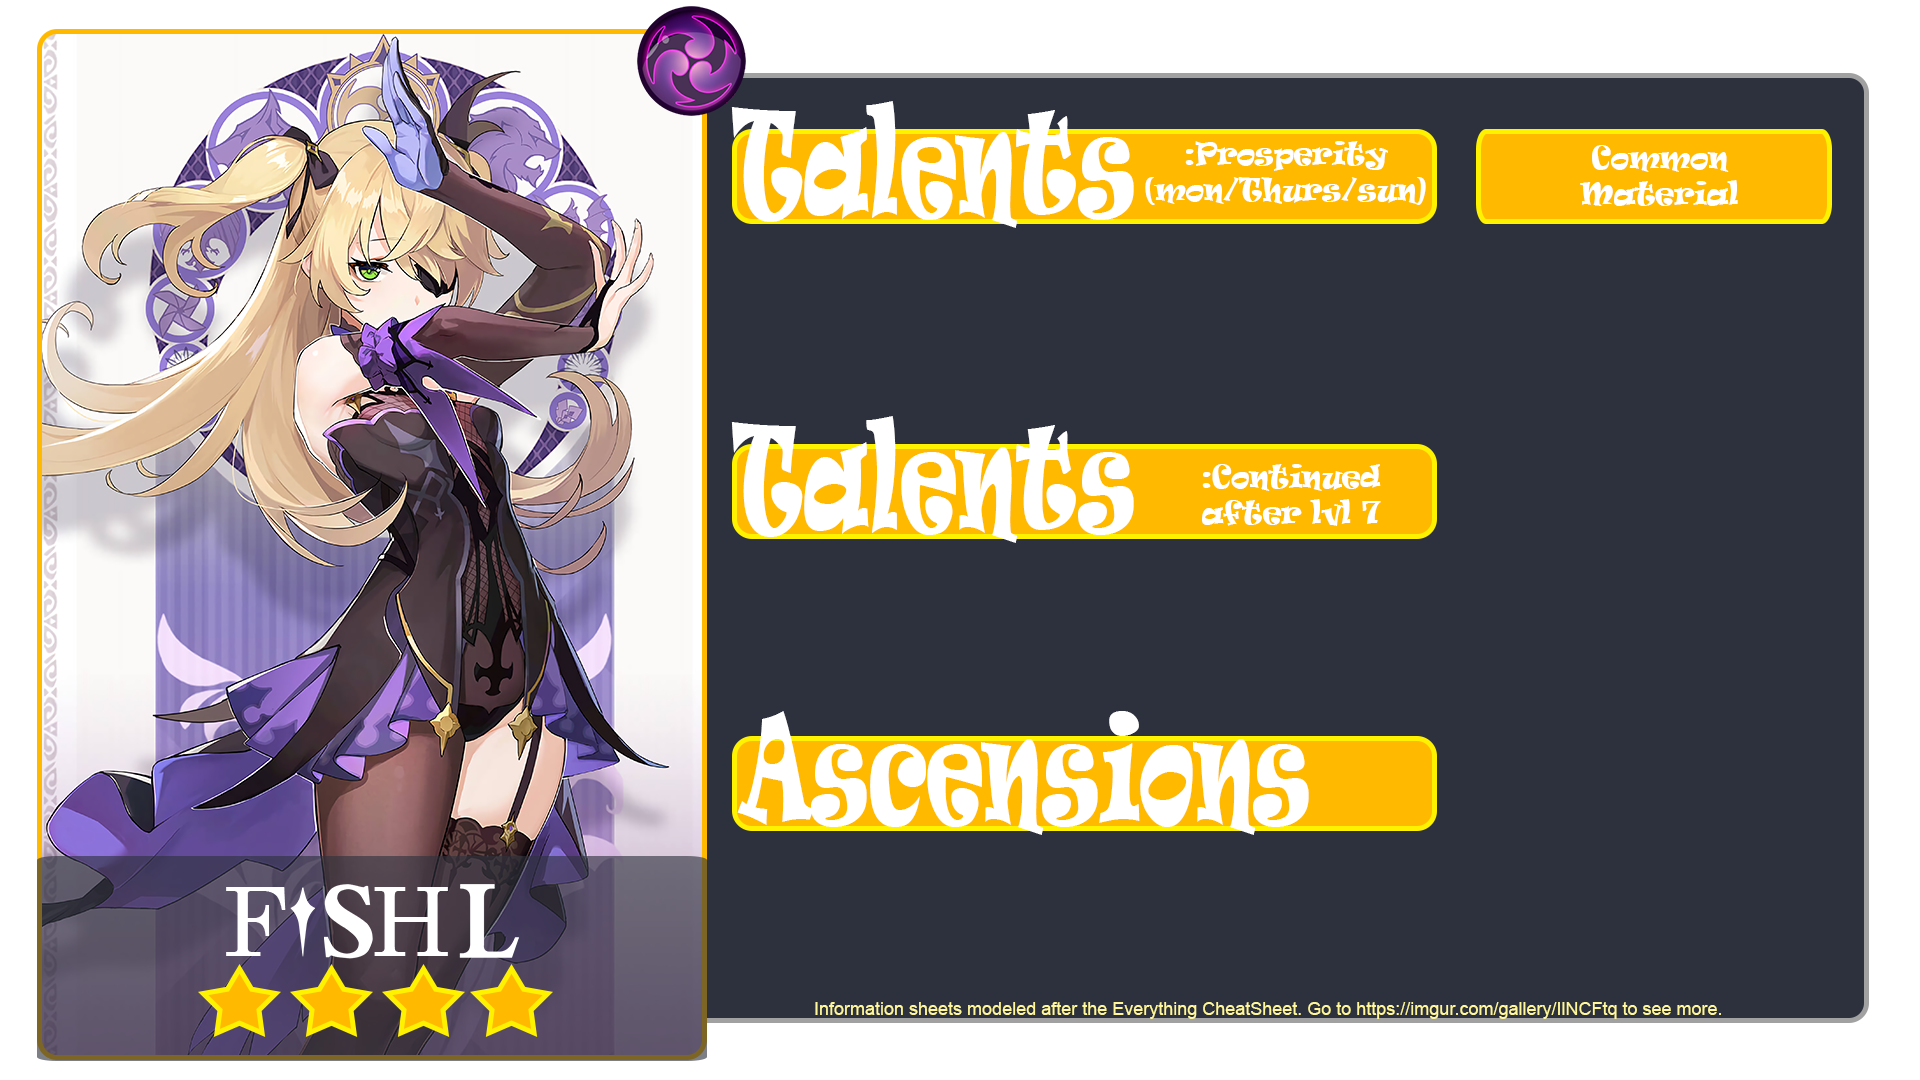 Talents :Prosperity
(mon/Thurs/sun)
Common
Material
Talents :Continued
after lvl 7
Ascensions
FISHL
Information sheets modeled after the Everything CheatSheet. Go to https://imgur.com/gallery/IINCFtq to see more.